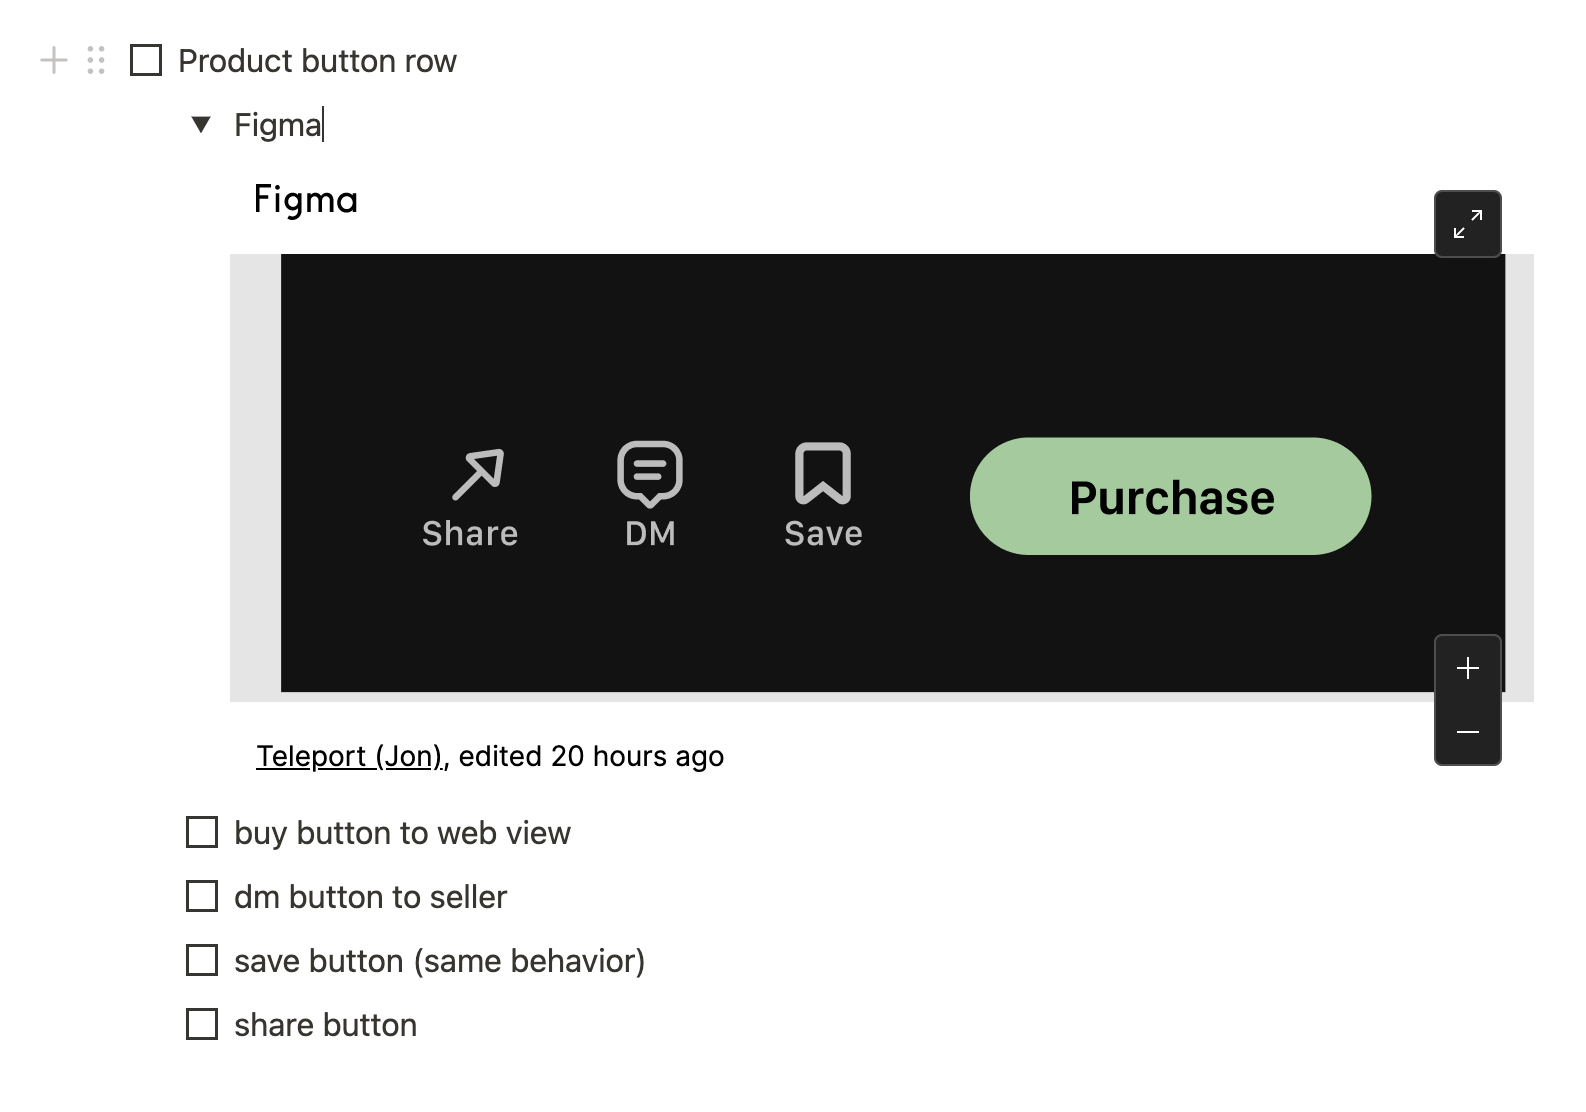 Product button row
Figma
Figma
Share DM Save Purchase
Teleport (Jon), edited 20 hours ago
buy button to web view
dm button to seller
save button (same behavior)
share button